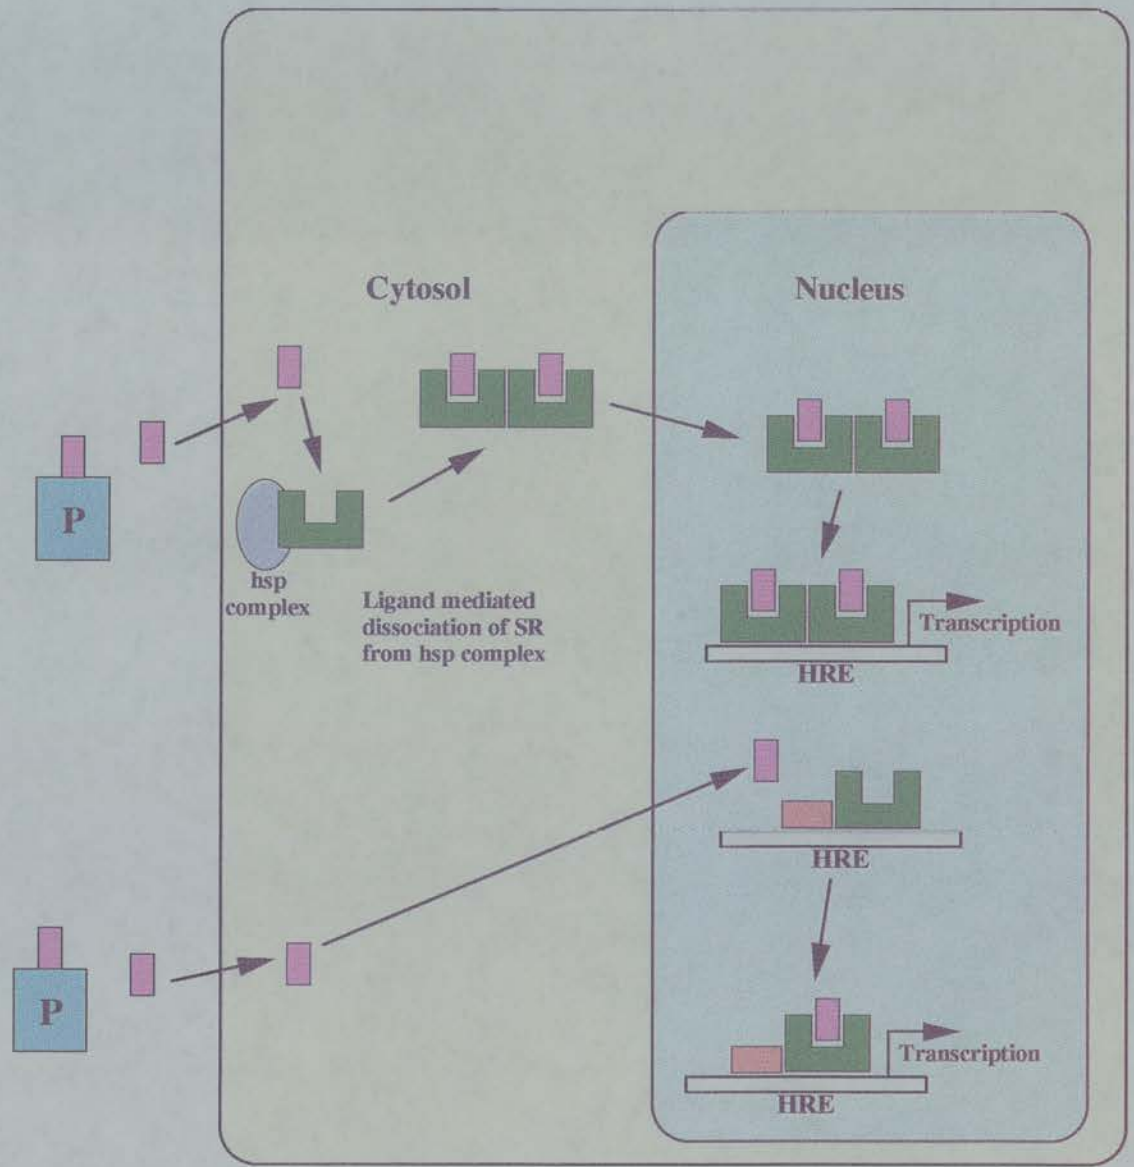 Cytosol
Nucleus
P
hsp
complex
Ligand mediated
dissociation of SR
from hsp complex
Transcription
HRE
HRE
P
Transcription
HRE